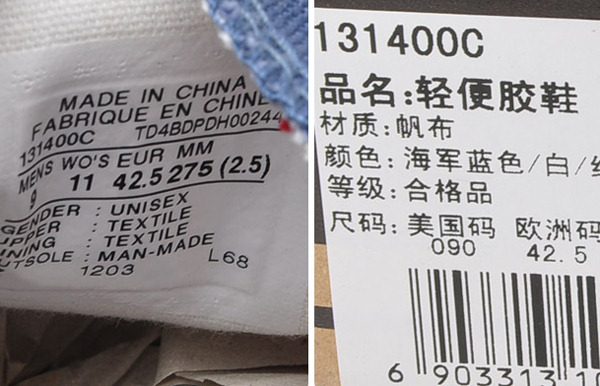 MADE IN CHINA
FABRIQUE EN CHINE
131400C TD4BDPDH00244
MENS WO'S EUR MM
9 11 42.5 275 (2.5)
GENDER : UNISEX
UPPER : TEXTILE
LINING : TEXTILE
OUTSOLE : MAN-MADE
1203 L68
131400C
品名:轻便胶鞋
材质:帆布
颜色:海军蓝色/白/
等级:合格品
尺码:美国码 欧洲码
090 42.5
6 903313 10